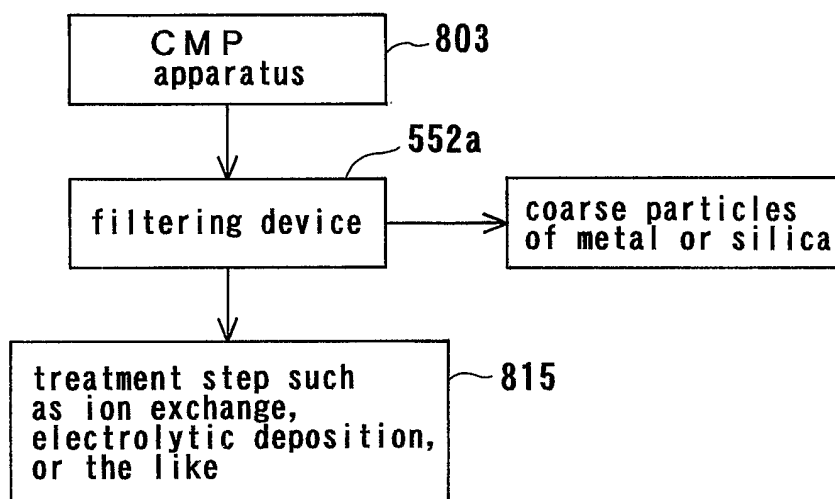 CMP
apparatus
803
552a
filtering device
coarse particles
of metal or silica
treatment step such
as ion exchange,
electrolytic deposition,
or the like
815